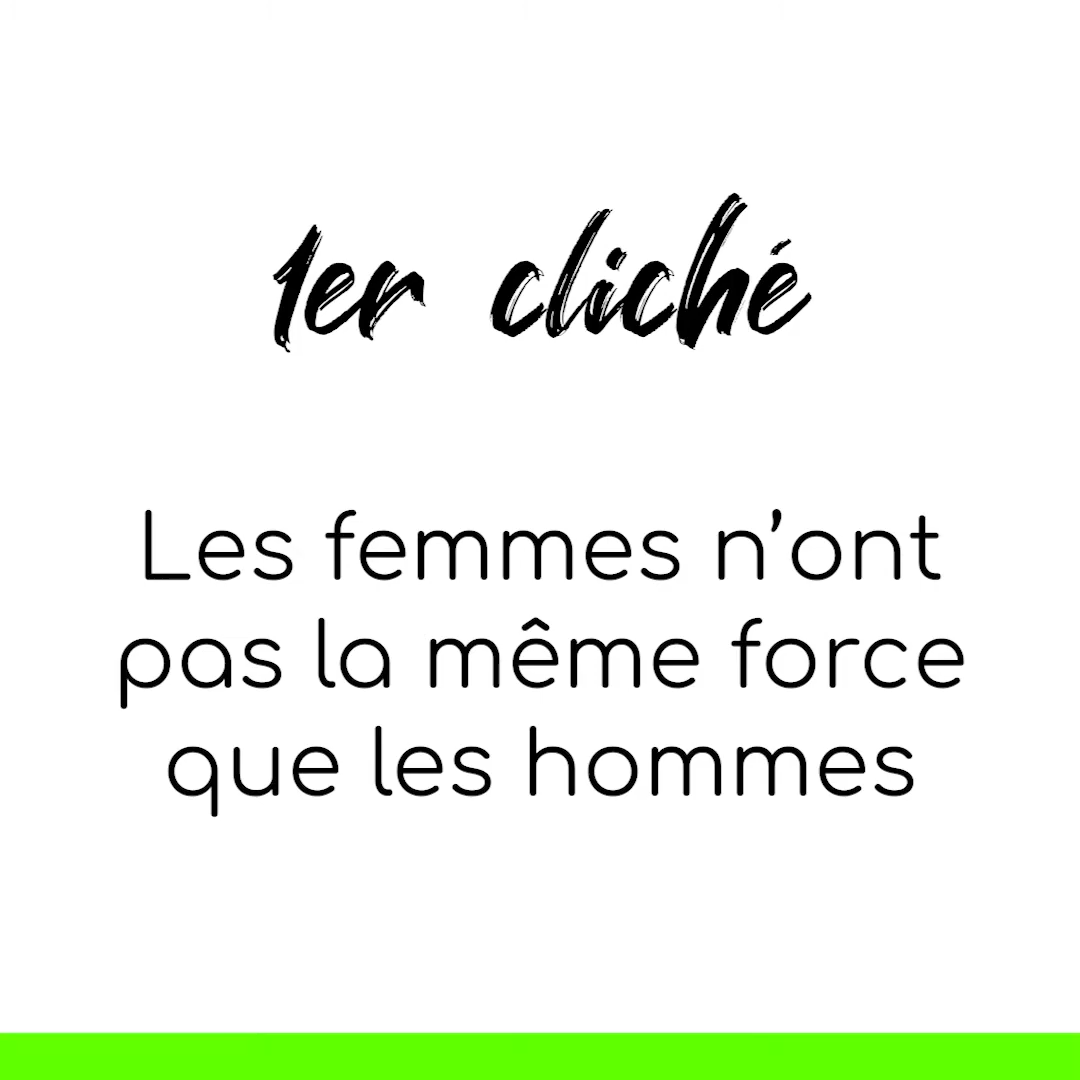 1er cliché
Les femmes n’ont
pas la même force
que les hommes